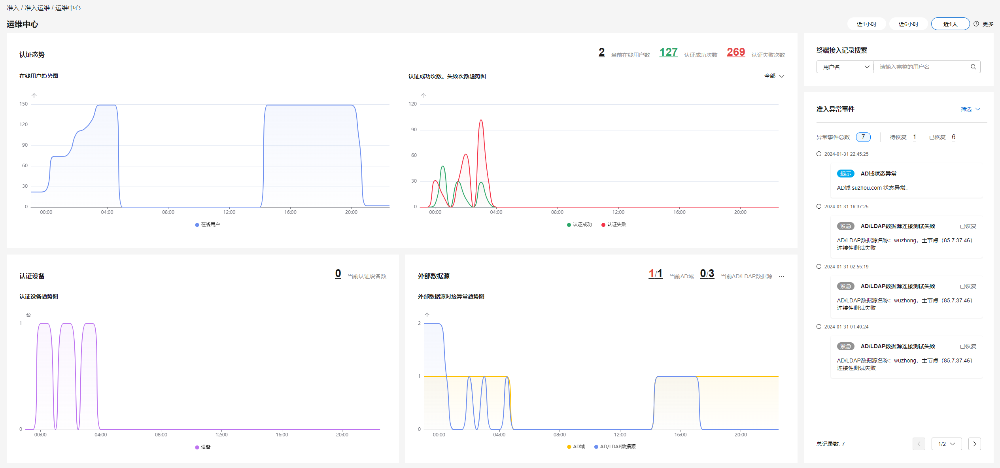 准入 / 准入运维 / 运维中心
运维中心
近1小时 近6小时 近1天 更多
认证态势
2 当前在线用户数 127 认证成功次数 269 认证失败次数
在线用户趋势图
个
150
120
90
60
30
0
00:00 04:00 08:00 12:00 16:00 20:00
在线用户
认证成功次数、失败次数趋势图
全部
个
120
90
60
30
0
00:00 04:00 08:00 12:00 16:00 20:00
认证成功 认证失败
认证设备
0 当前认证设备数
认证设备趋势图
台
1
0
00:00 04:00 08:00 12:00 16:00 20:00
设备
外部数据源
1/1 当前AD域 0/3 当前AD/LDAP数据源 ...
外部数据源对接异常趋势图
个
2
1
0
00:00 04:00 08:00 12:00 16:00 20:00
AD域 AD/LDAP数据源
终端接入记录搜索
用户名 请输入完整的用户名
准入异常事件
筛选
异常事件总数 7 待恢复 1 已恢复 6
2024-01-31 22:45:25
提示 AD域状态异常
AD域 suzhou.com 状态异常。
2024-01-31 16:37:25
紧急 AD/LDAP数据源连接测试失败 已恢复
AD/LDAP数据源名称：wuzhong，主节点（85.7.37.46）
连接性测试失败
2024-01-31 02:55:19
紧急 AD/LDAP数据源连接测试失败 已恢复
AD/LDAP数据源名称：wuzhong，主节点（85.7.37.46）
连接性测试失败
2024-01-31 01:40:24
紧急 AD/LDAP数据源连接测试失败 已恢复
AD/LDAP数据源名称：wuzhong，主节点（85.7.37.46）
连接性测试失败
总记录数: 7
1/2